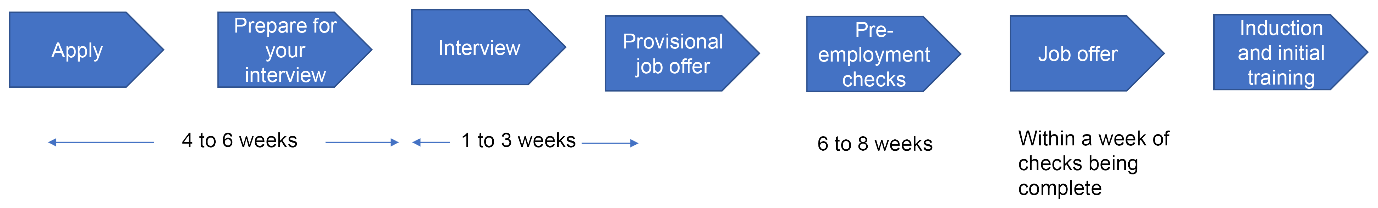 Apply
Prepare for
your
interview
Interview
Provisional
job offer
Pre-
employment
checks
Job offer
Induction
and initial
training
4 to 6 weeks
1 to 3 weeks
6 to 8 weeks
Within a week of
checks being
complete